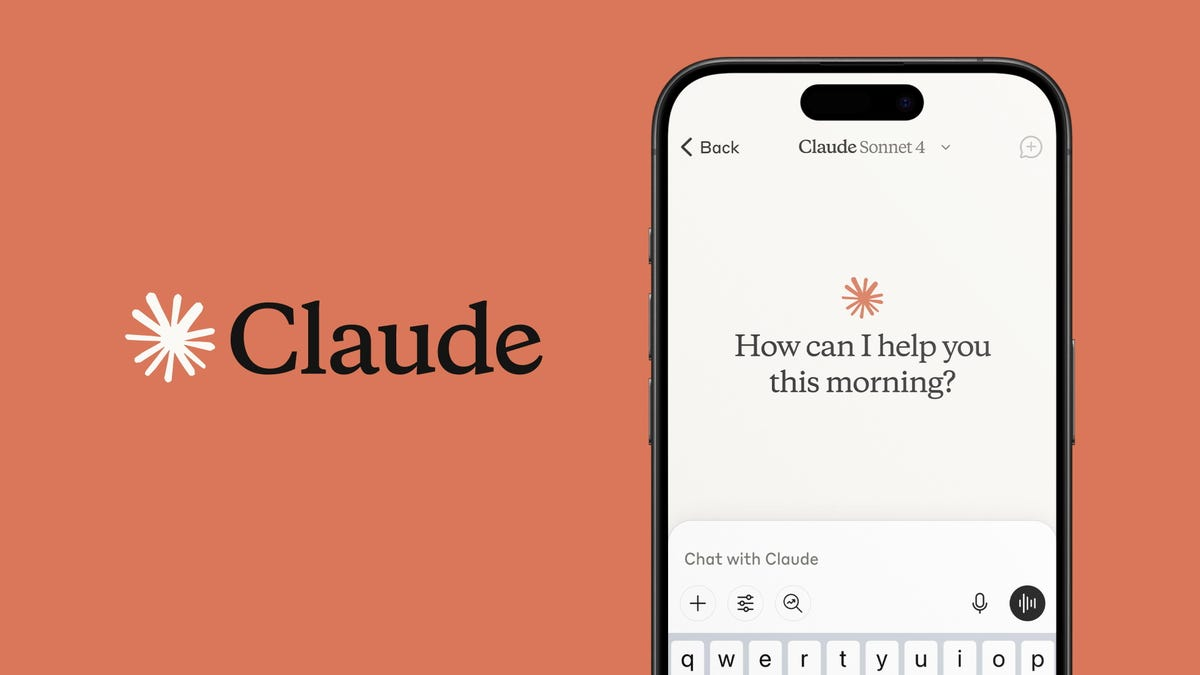 Claude
Back
Claude Sonnet 4
How can I help you
this morning?
Chat with Claude
q w e r t y u i o p